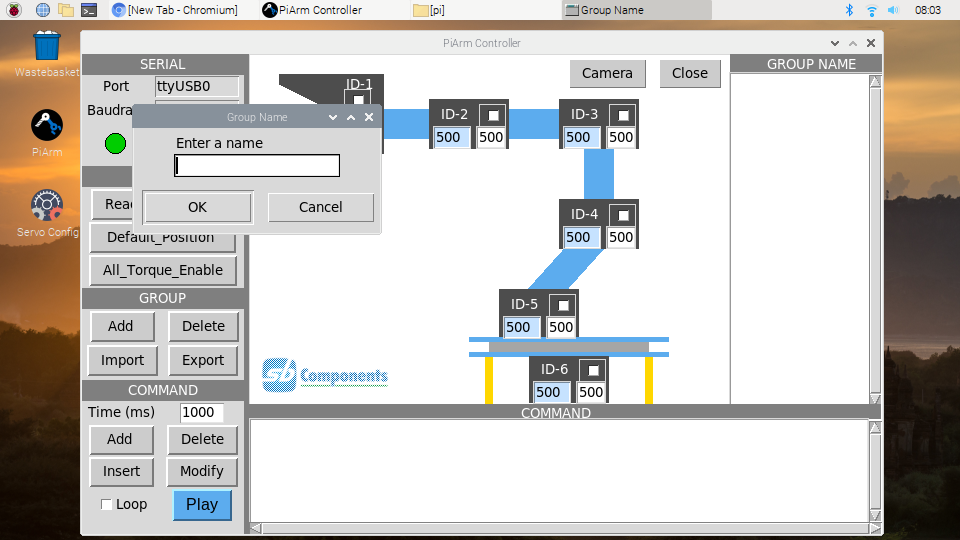 [New Tab - Chromium]
PiArm Controller
[pi]
Group Name
08:03
Wastebasket
PiArm
Servo Config
PiArm Controller
SERIAL
Port
ttyUSB0
Baudra
Group Name
Enter a name
OK
Cancel
Rea
Default_Position
All_Torque_Enable
GROUP
Add
Delete
Import
Export
COMMAND
Time (ms)
1000
Add
Delete
Insert
Modify
Loop
Play
Camera
Close
ID-1
ID-2
500
500
ID-3
500
500
ID-4
500
500
ID-5
500
500
ID-6
500
500
sb Components
GROUP NAME
COMMAND